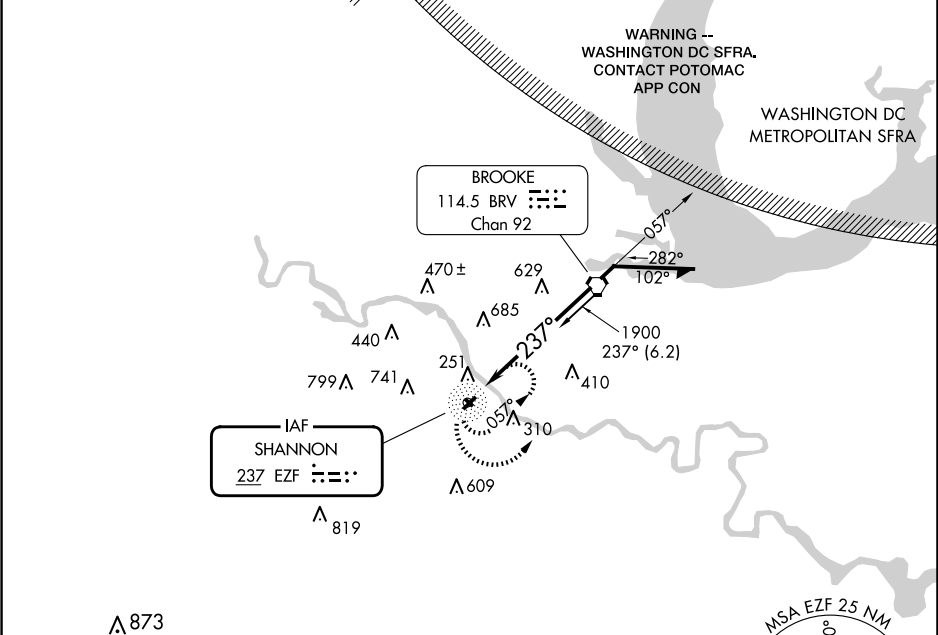 WARNING --
WASHINGTON DC SFRA.
CONTACT POTOMAC
APP CON
WASHINGTON DC
METROPOLITAN SFRA
BROOKE
114.5 BRV
Chan 92
057°
282°
102°
470 ±
629
685
440
237°
1900
237° (6.2)
251
799
741
410
057°
310
IAF
SHANNON
237 EZF
609
819
873
MSA EZF 25 NM